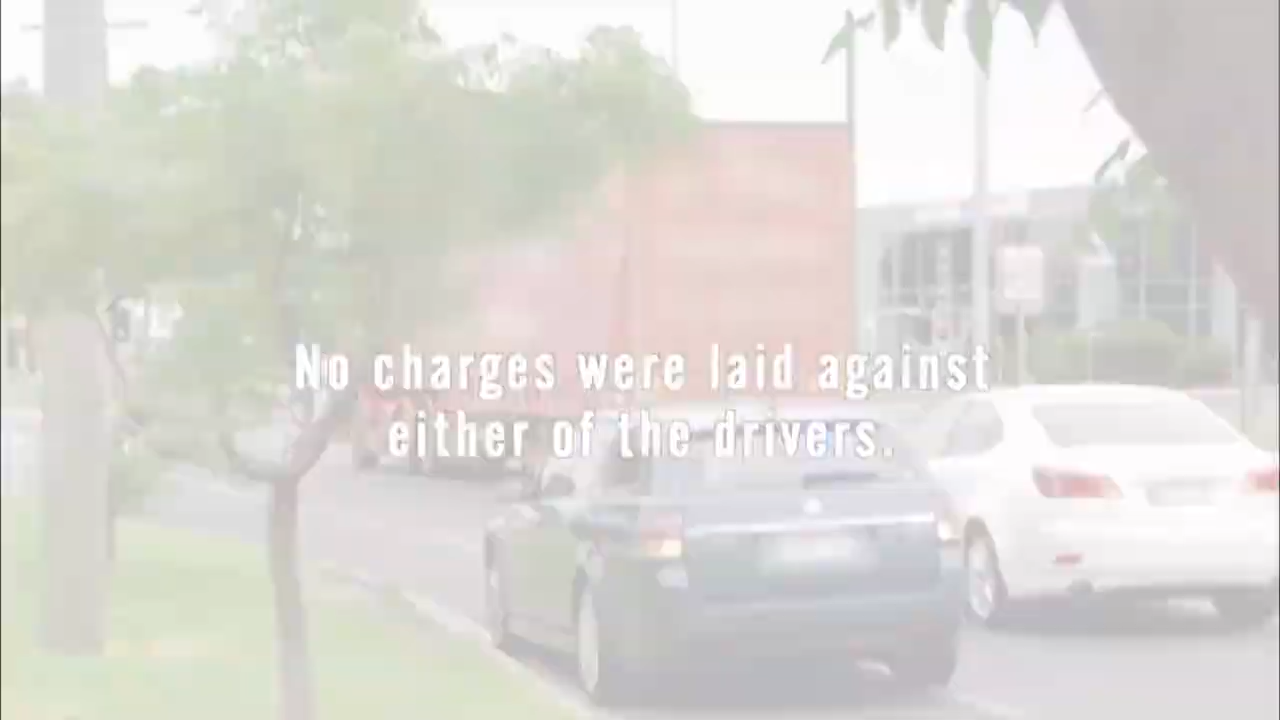 No charges were laid against
either of the drivers.